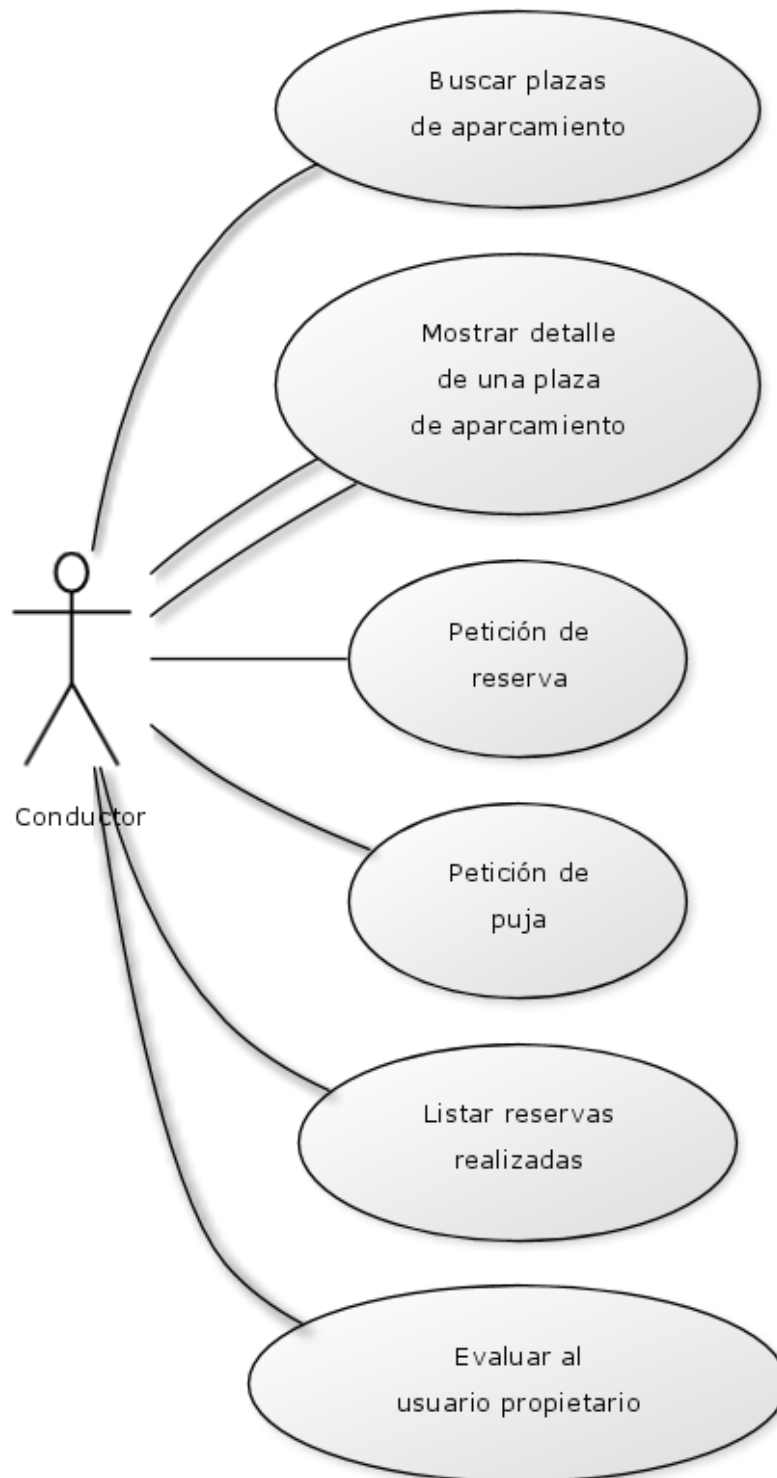 Buscar plazas
de aparcamiento
Mostrar detalle
de una plaza
de aparcamiento
Petición de
reserva
Conductor
Petición de
puja
Listar reservas
realizadas
Evaluar al
usuario propietario